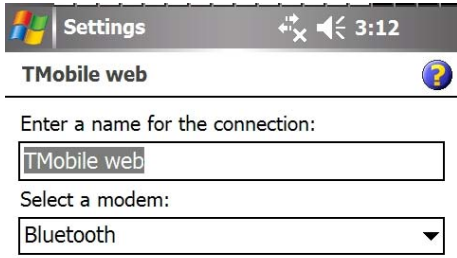 Settings 3:12
TMobile web
Enter a name for the connection:
TMobile web
Select a modem:
Bluetooth